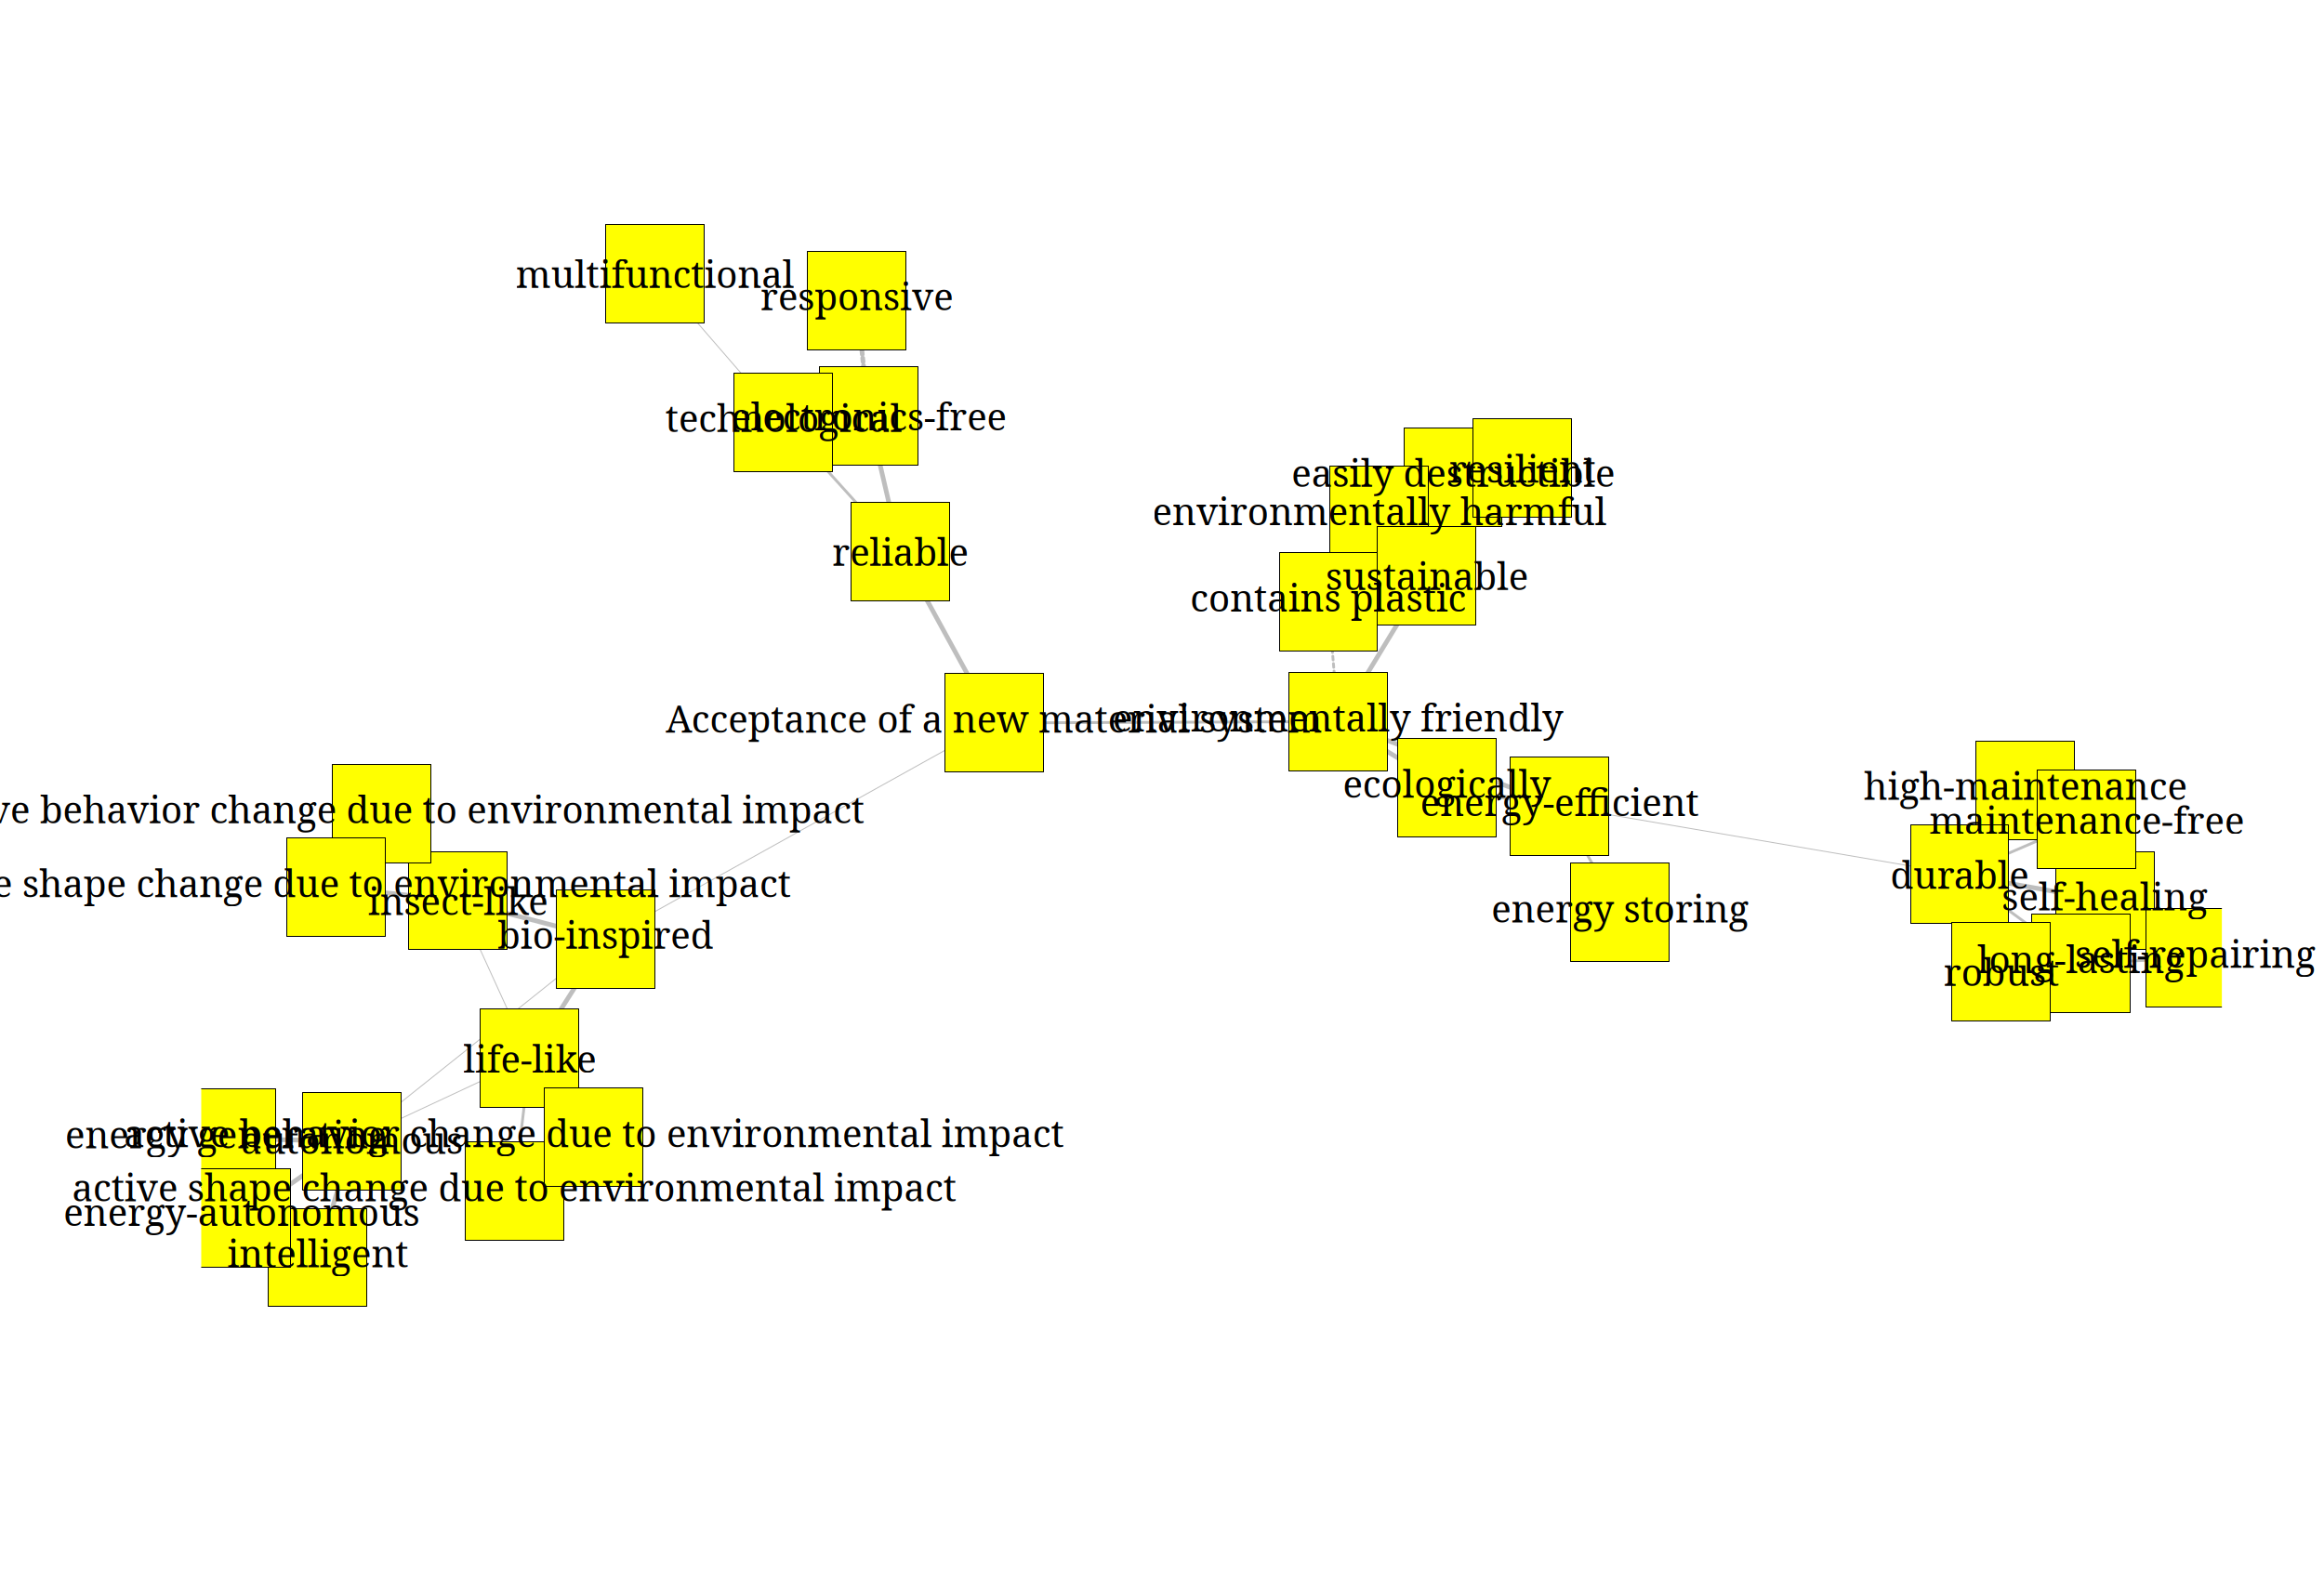 multifunctional
responsive
technological
electronics-free
resilient
easily destructible
environmentally harmful
reliable
sustainable
contains plastic
Acceptance of a new material system
environmentally friendly
ecologically
energy-efficient
high-maintenance
maintenance-free
ve behavior change due to environmental impact
e shape change due to environmental impact
insect-like
bio-inspired
energy storing
durable
self-healing
self-repairing
long-lasting
robust
life-like
energy generating
active behavior change due to environmental impact
autonomous
active shape change due to environmental impact
energy-autonomous
intelligent